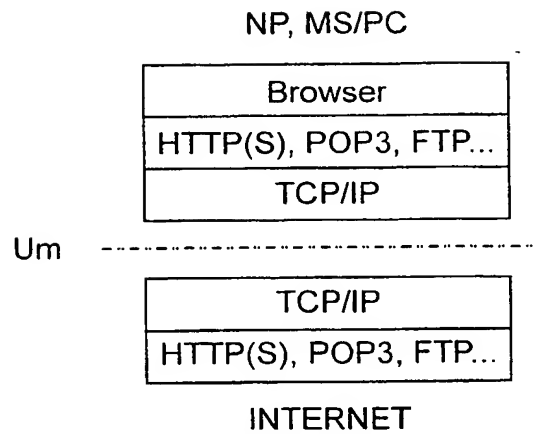 NP, MS/PC
Browser
HTTP(S), POP3, FTP...
TCP/IP
Um
TCP/IP
HTTP(S), POP3, FTP...
INTERNET